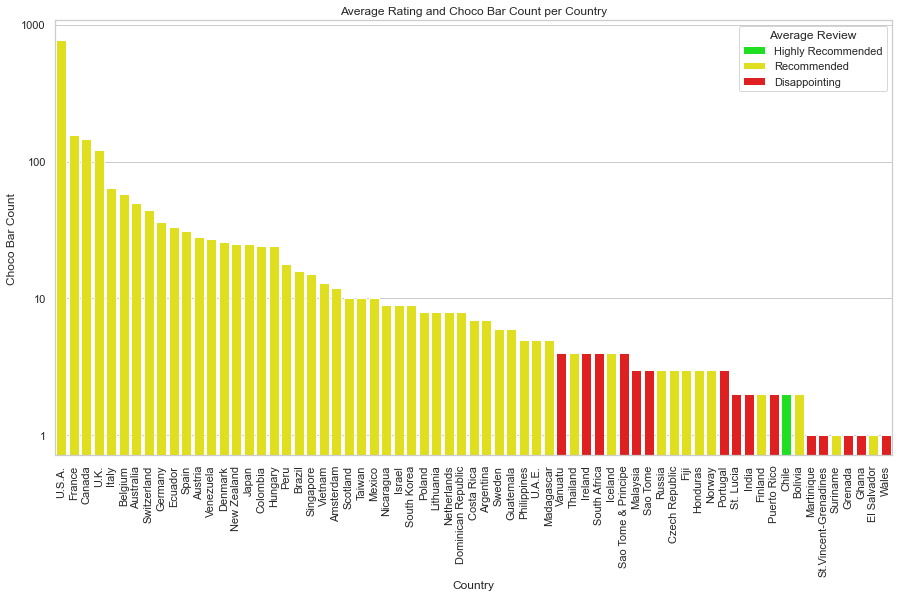 Average Rating and Choco Bar Count per Country
Average Review
Highly Recommended
Recommended
Disappointing
Choco Bar Count
1000
100
10
1
U.S.A.
France
Canada
U.K.
Italy
Belgium
Australia
Switzerland
Germany
Ecuador
Spain
Austria
Venezuela
Denmark
New Zealand
Japan
Colombia
Hungary
Peru
Brazil
Singapore
Vietnam
Amsterdam
Scotland
Taiwan
Mexico
Nicaragua
Israel
South Korea
Poland
Lithuania
Netherlands
Dominican Republic
Costa Rica
Argentina
Sweden
Guatemala
Philippines
U.A.E.
Madagascar
Vanuatu
Thailand
Ireland
South Africa
Iceland
Sao Tome & Principe
Malaysia
Sao Tome
Russia
Czech Republic
Fiji
Honduras
Norway
Portugal
St. Lucia
India
Finland
Puerto Rico
Chile
Bolivia
Martinique
St.Vincent-Grenadines
Suriname
Grenada
Ghana
El Salvador
Wales
Country